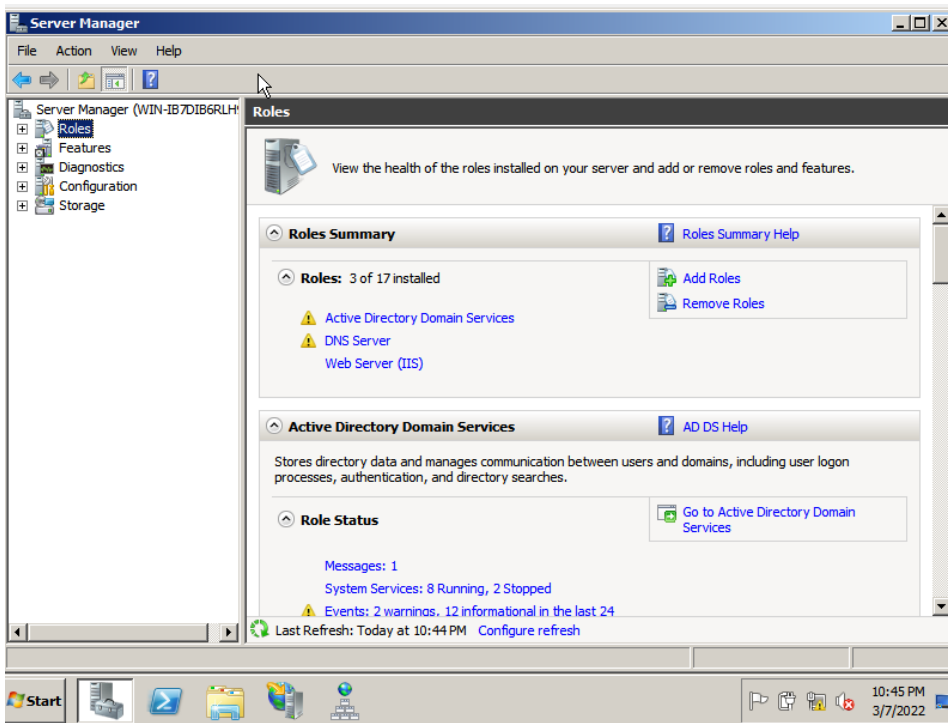 Server Manager
File Action View Help
Server Manager (WIN-IB7DIB6RLH
Roles
Features
Diagnostics
Configuration
Storage
Roles
View the health of the roles installed on your server and add or remove roles and features.
Roles Summary
Roles Summary Help
Roles: 3 of 17 installed
Add Roles
Remove Roles
Active Directory Domain Services
DNS Server
Web Server (IIS)
Active Directory Domain Services
AD DS Help
Stores directory data and manages communication between users and domains, including user logon
processes, authentication, and directory searches.
Role Status
Go to Active Directory Domain
Services
Messages: 1
System Services: 8 Running, 2 Stopped
Events: 2 warnings, 12 informational in the last 24
Last Refresh: Today at 10:44 PM Configure refresh
Start
10:45 PM
3/7/2022